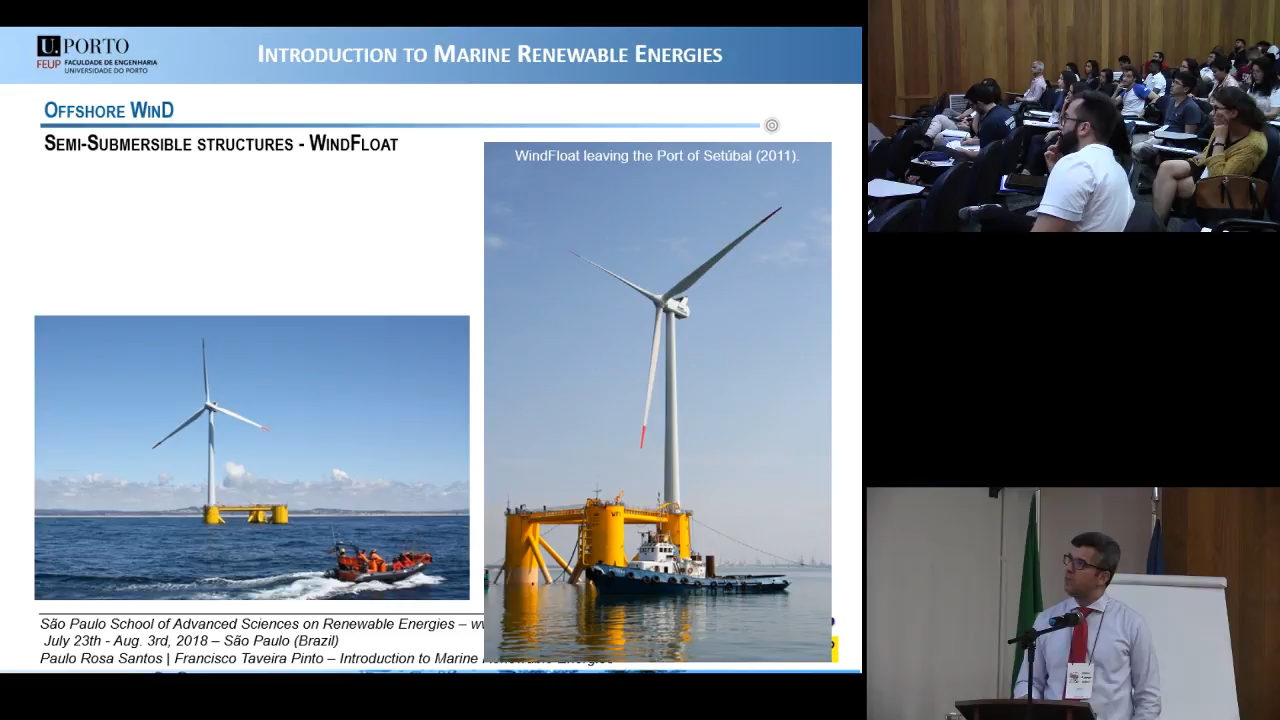 U. PORTO
FEUP FACULDADE DE ENGENHARIA
UNIVERSIDADE DO PORTO
INTRODUCTION TO MARINE RENEWABLE ENERGIES
OFFSHORE WIND
SEMI-SUBMERSIBLE STRUCTURES - WINDFLOAT
WindFloat leaving the Port of Setúbal (2011).
São Paulo School of Advanced Sciences on Renewable Energies –
July 23th - Aug. 3rd, 2018 – São Paulo (Brazil)
Paulo Rosa Santos | Francisco Taveira Pinto – Introduction to Marine Renewable Energies